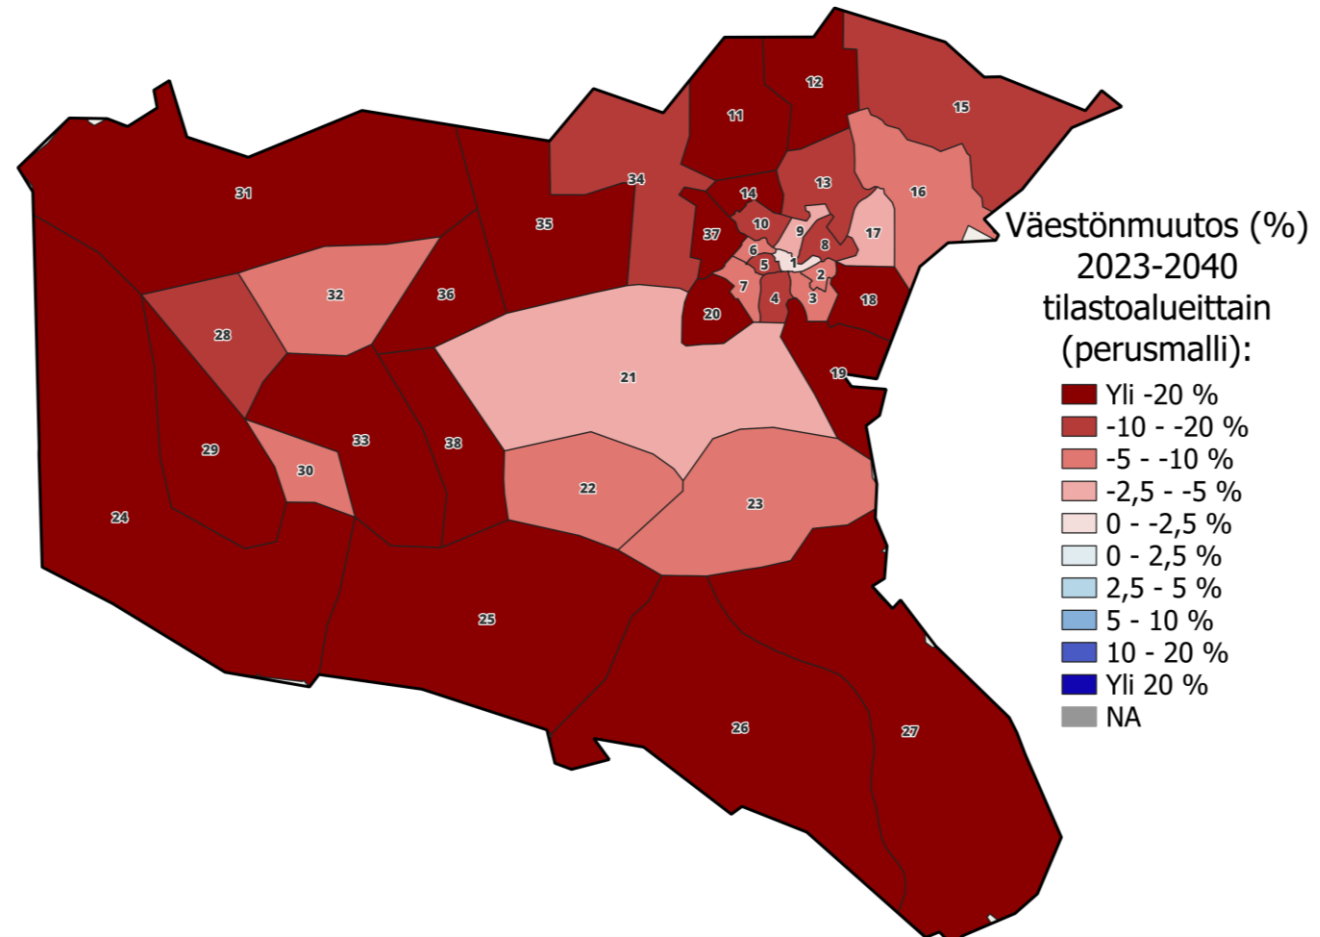 12
15
11
31
34
14
13
16
35
37
10
9
8
17
6
5
1
2
32
36
7
4
3
18
20
28
21
19
29
33
38
30
22
23
24
25
26
27
Väestönmuutos (%)
2023-2040
tilastoalueittain
(perusmalli):
Yli -20 %
-10 - -20 %
-5 - -10 %
-2,5 - -5 %
0 - -2,5 %
0 - 2,5 %
2,5 - 5 %
5 - 10 %
10 - 20 %
Yli 20 %
NA